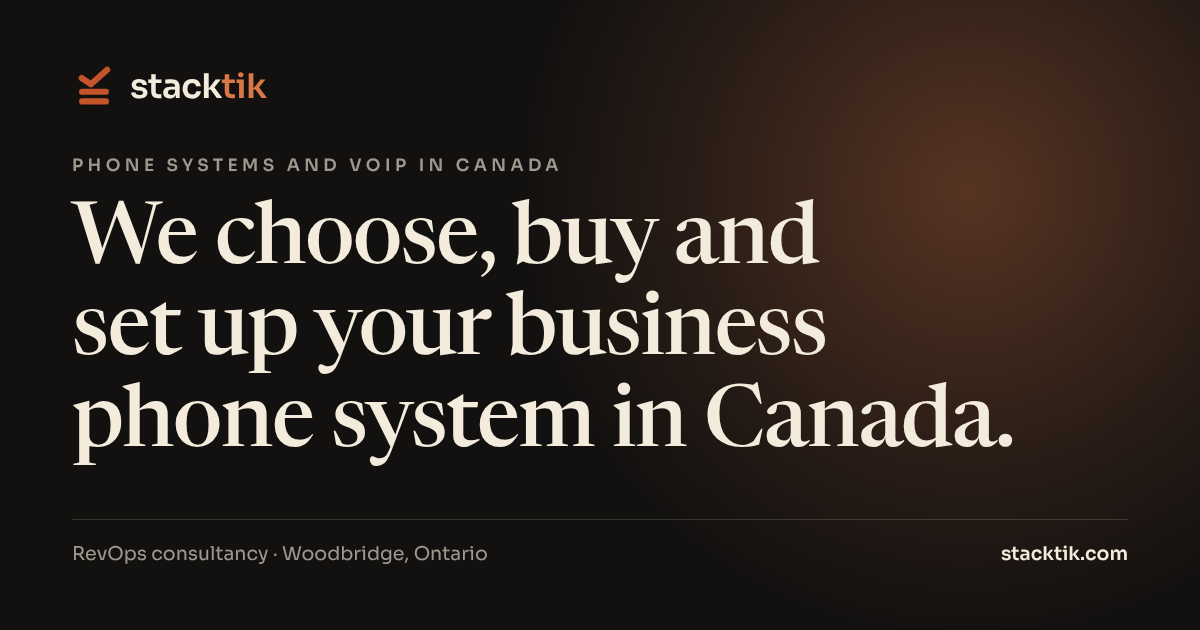 stacktik
PHONE SYSTEMS AND VOIP IN CANADA
We choose, buy and
set up your business
phone system in Canada.
RevOps consultancy · Woodbridge, Ontario
stacktik.com